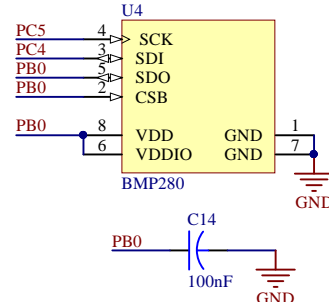 U4
PC5 4 SCK
PC4 3 SDI
PB0 5 SDO
PB0 2 CSB
PB0 8 VDD GND 1
6 VDDIO GND 7
BMP280
GND
C14
PB0
100nF
GND